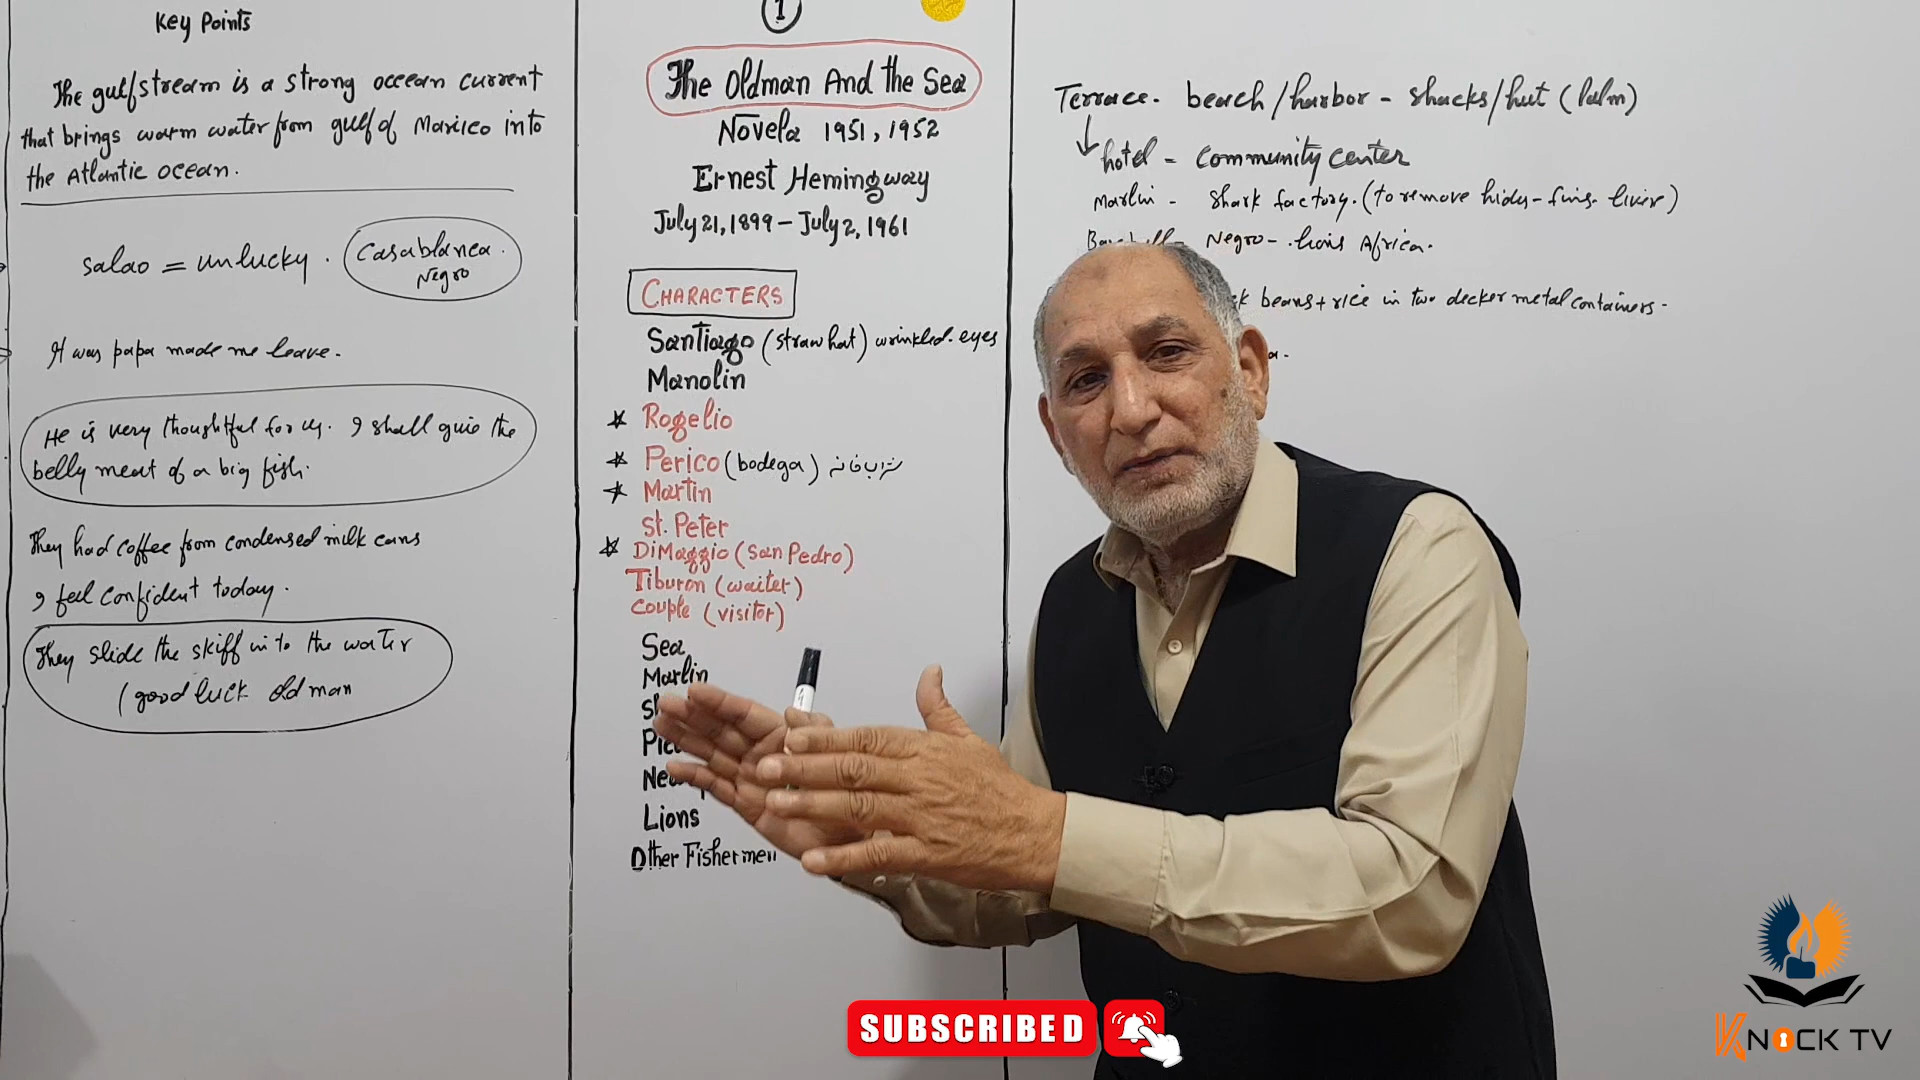 Key Points
The gulfstream is a strong occean current
that brings warm water from gulf of Maxico into
the Atlantic ocean.
salao = unlucky. Casablanca.
Negro
It was papa made me leave.
He is very thoughtful for us. I shall give the
belly meat of a big fish.
They had coffee from condensed milk cans
I feel confident today.
They slide the skiff in to the water
(good luck old man
1
The Oldman And the Sea
Novela 1951, 1952
Ernest Hemingway
July 21, 1899 – July 2, 1961
CHARACTERS
Santiago (straw hat) wrinkled. eyes
Manolin
Rogelio
Perico (bodega) شراب خانہ
Martin
St. Peter
DiMaggio (San Pedro)
Tiburon (waiter)
Couple (visitor)
Sea
Marlin
Lions
Other Fishermen
Terrace. beach/harbor - shacks/hut (palm)
hotel - community center
Marlin - Shark factory. (to remove hides - fins - liver)
Negro - lions Africa.
beans + rice in two decker metal containers -
SUBSCRIBED
KNOCK TV